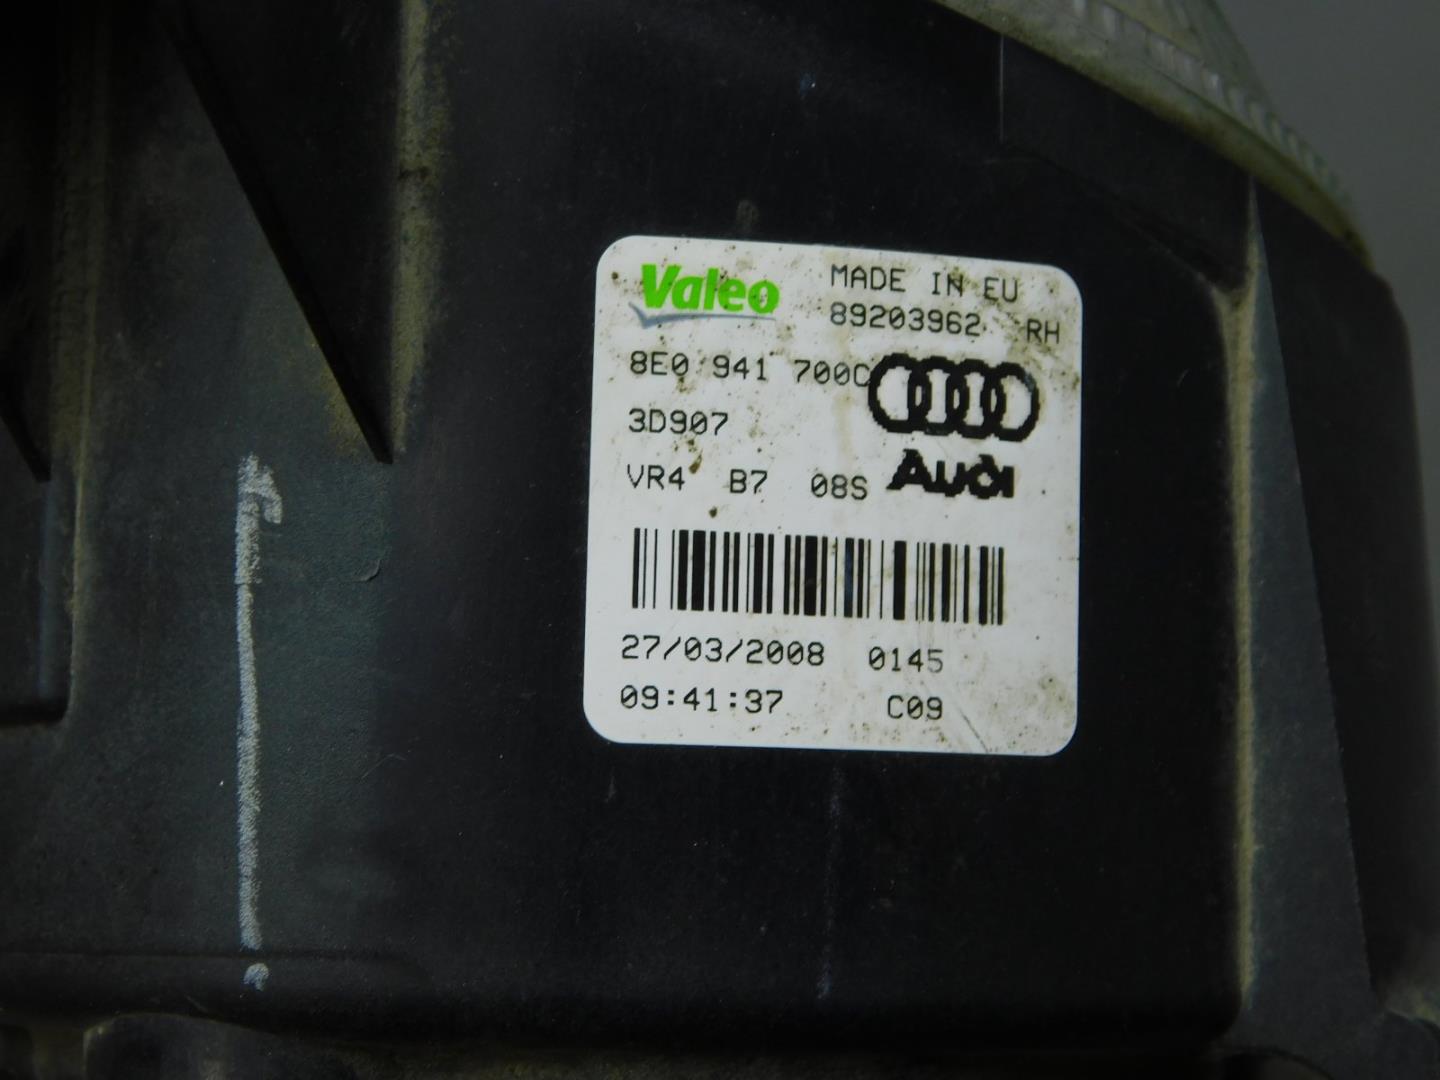 Valeo MADE IN EU
89203962 RH
8E0 941 700C
3D907
VR4 B7 08S Audi
27/03/2008 0145
09:41:37 C09